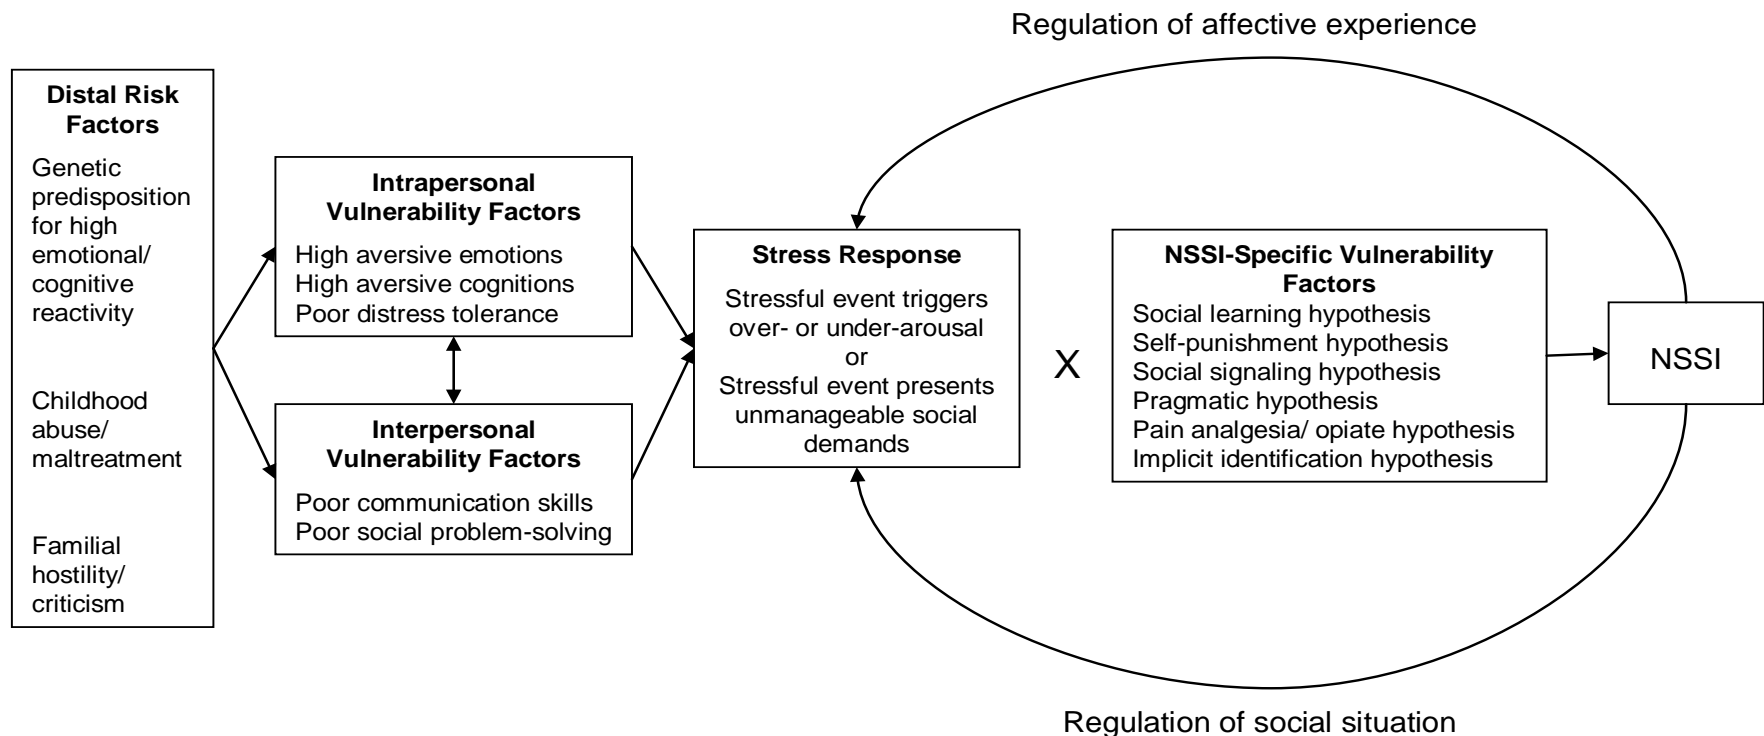 Regulation of affective experience
Distal Risk
Factors
Genetic
predisposition
for high
emotional/
cognitive
reactivity
Childhood
abuse/
maltreatment
Familial
hostility/
criticism
Intrapersonal
Vulnerability Factors
High aversive emotions
High aversive cognitions
Poor distress tolerance
Interpersonal
Vulnerability Factors
Poor communication skills
Poor social problem-solving
Stress Response
Stressful event triggers
over- or under-arousal
or
Stressful event presents
unmanageable social
demands
X
NSSI-Specific Vulnerability
Factors
Social learning hypothesis
Self-punishment hypothesis
Social signaling hypothesis
Pragmatic hypothesis
Pain analgesia/ opiate hypothesis
Implicit identification hypothesis
NSSI
Regulation of social situation